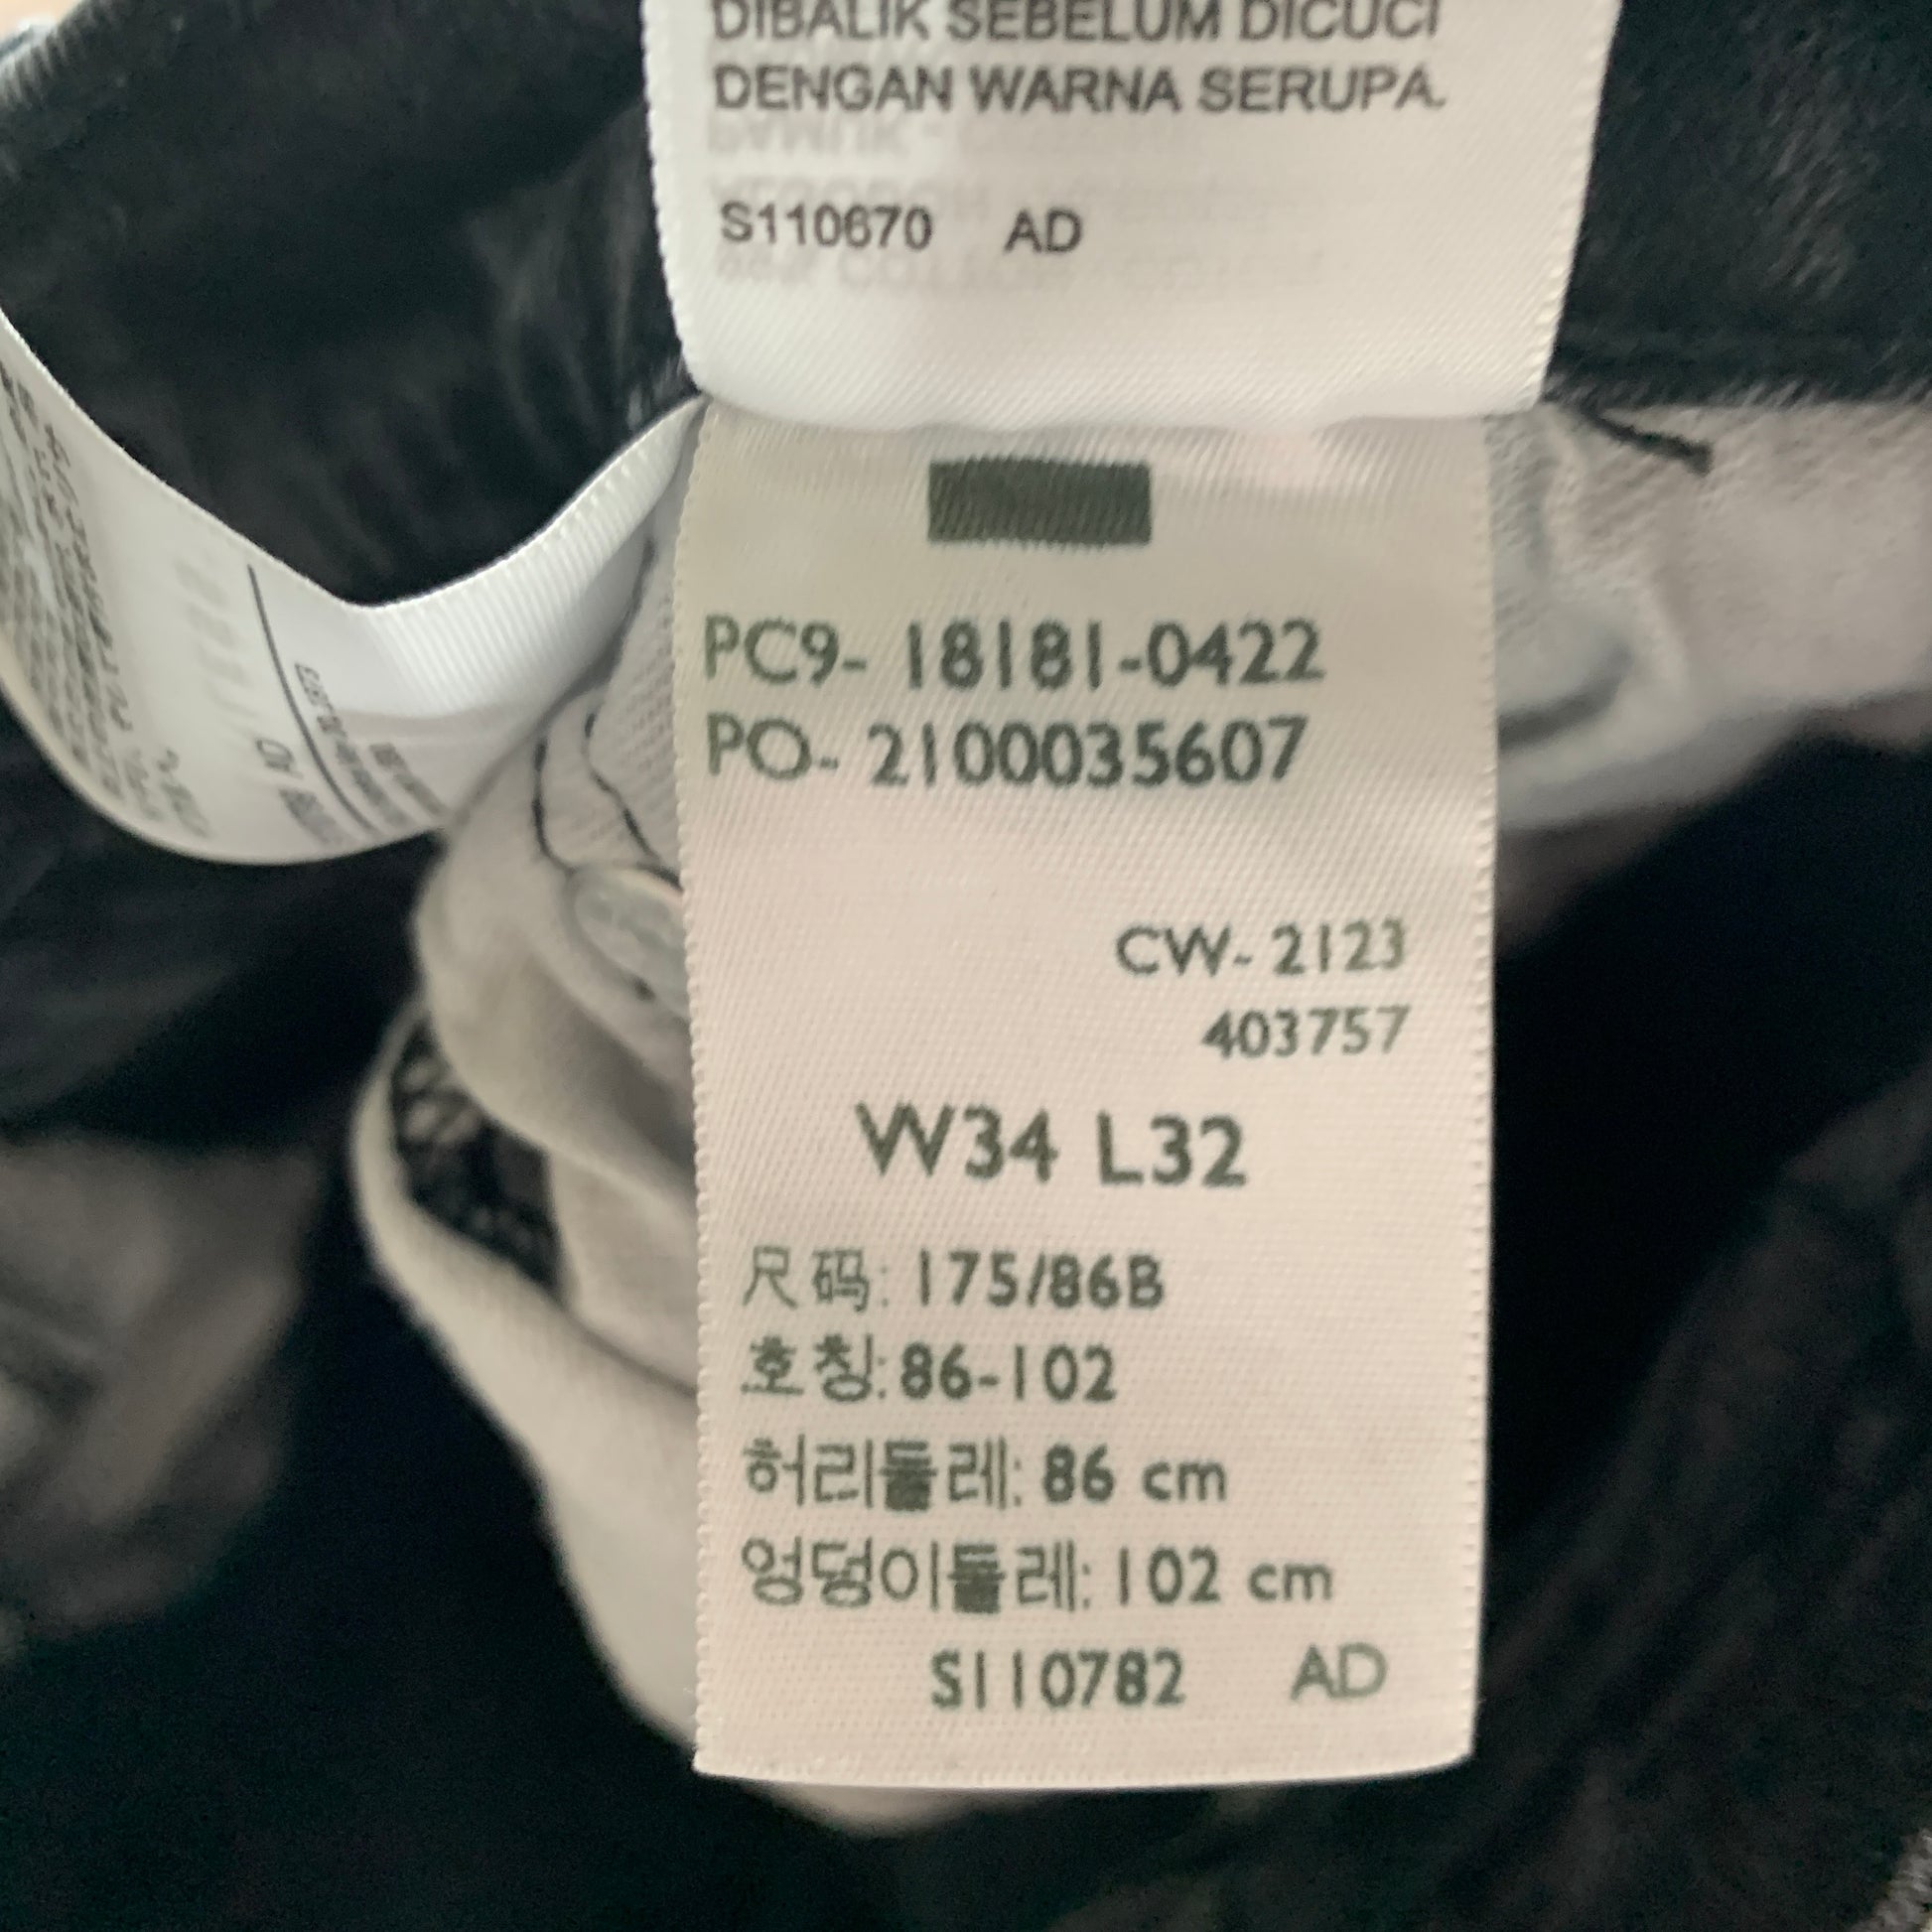 DIBALIK SEBELUM DICUCI
DENGAN WARNA SERUPA.
S110670 AD
PC9- 18181-0422
PO- 2100035607
CW- 2123
403757
W34 L32
尺码: 175/86B
호칭: 86-102
허리둘레: 86 cm
엉덩이둘레: 102 cm
S110782 AD